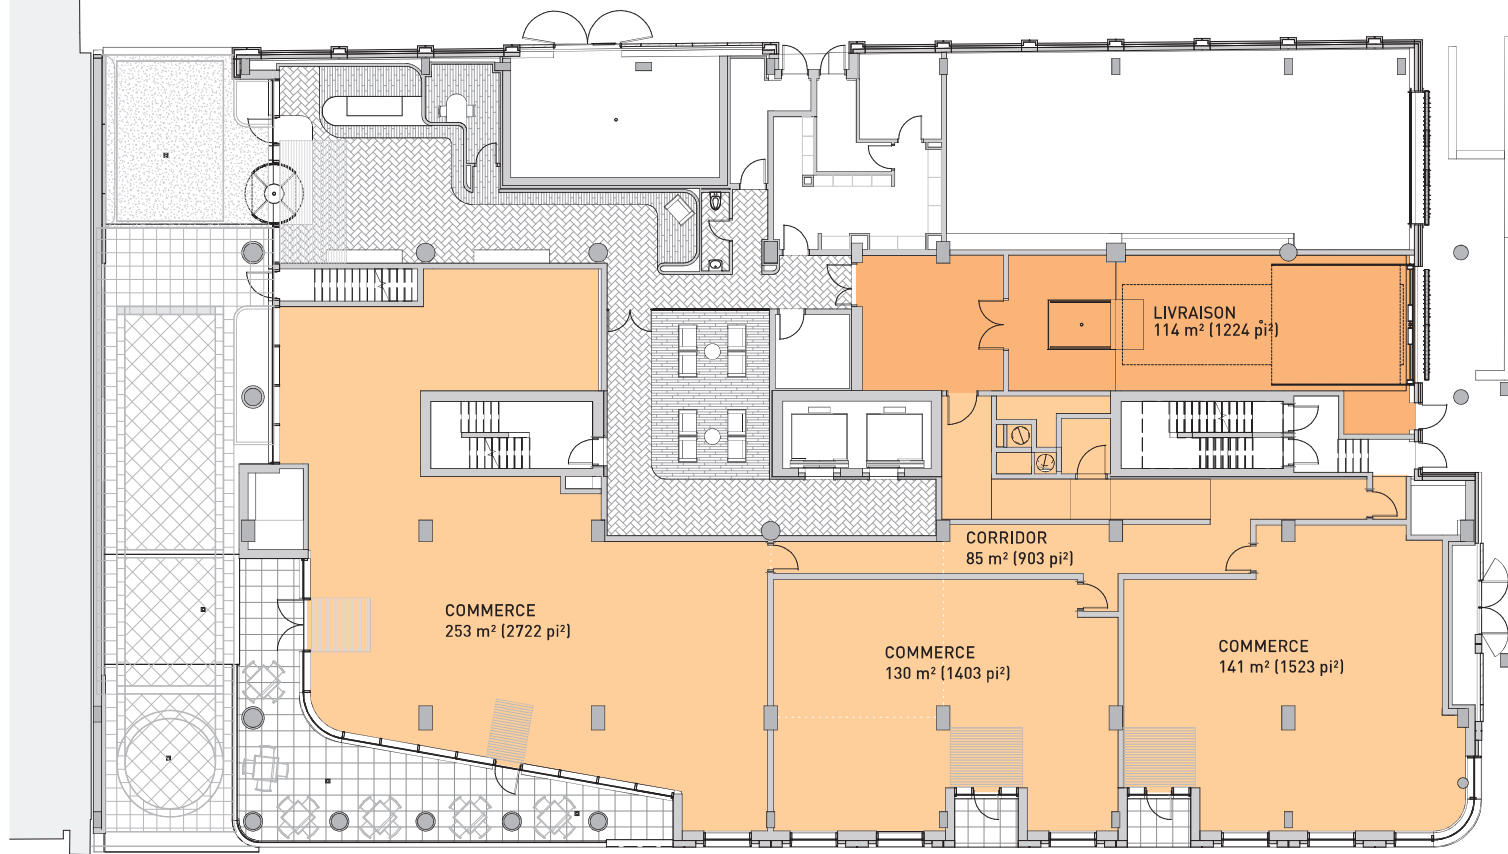 LIVRAISON
114 m² (1224 pi²)
CORRIDOR
85 m² (903 pi²)
COMMERCE
253 m² (2722 pi²)
COMMERCE
130 m² (1403 pi²)
COMMERCE
141 m² (1523 pi²)